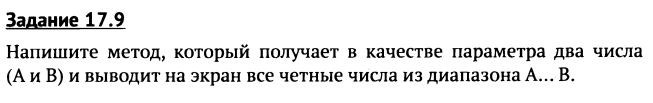 Задание 17.9
Напишите метод, который получает в качестве параметра два числа
(А и В) и выводит на экран все четные числа из диапазона А... В.